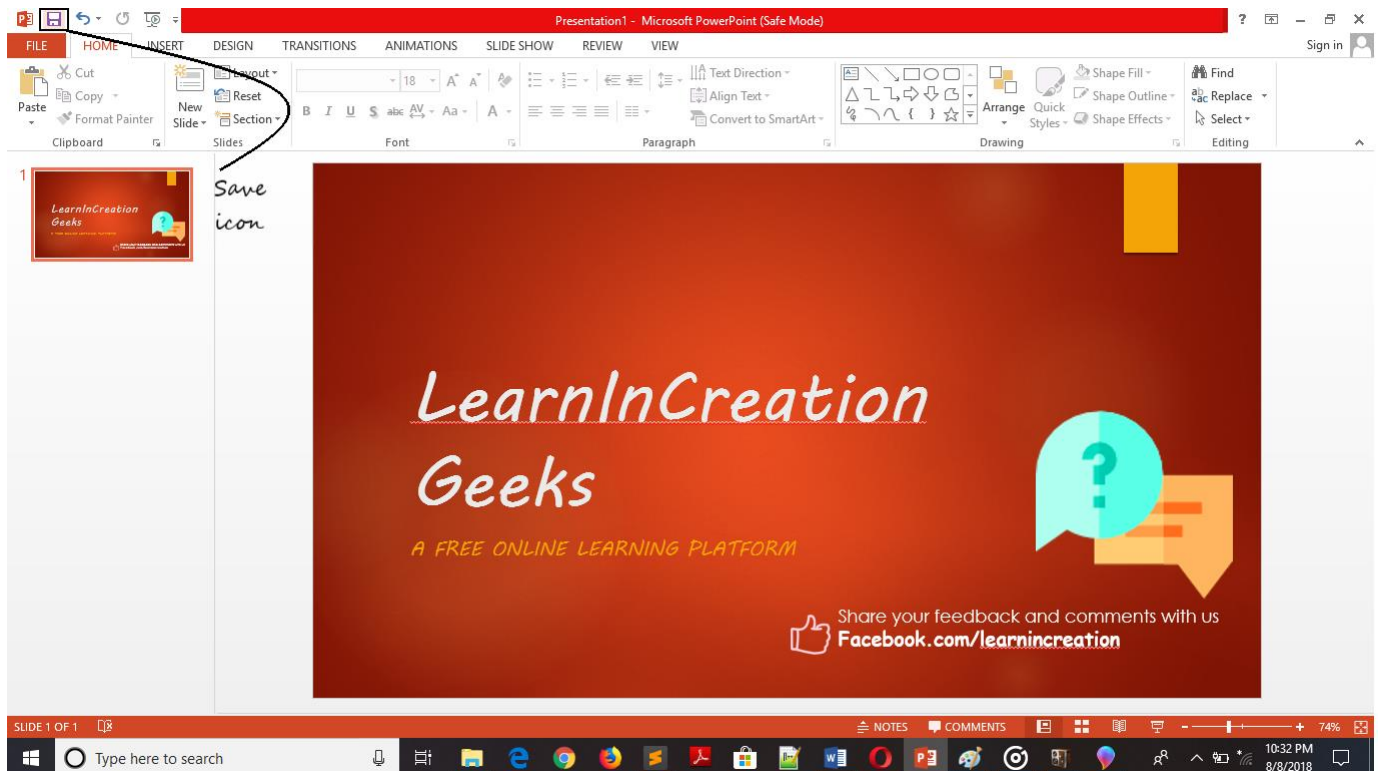 Presentation1 - Microsoft PowerPoint (Safe Mode)
?
FILE HOME INSERT DESIGN TRANSITIONS ANIMATIONS SLIDE SHOW REVIEW VIEW Sign in
Paste
Cut
Copy
Format Painter
Clipboard
New
Slide
Layout
Reset
Section
Slides
18
B I U S abc AV Aa A
Font
Text Direction
Align Text
Convert to SmartArt
Paragraph
Arrange
Quick
Styles
Shape Fill
Shape Outline
Shape Effects
Drawing
Find
Replace
Select
Editing
1
LearnInCreation
Geeks
Save
icon
LearnInCreation
Geeks
A FREE ONLINE LEARNING PLATFORM
?
Share your feedback and comments with us
Facebook.com/learnincreation
SLIDE 1 OF 1 NOTES COMMENTS 74%
Type here to search
10:32 PM
8/8/2018